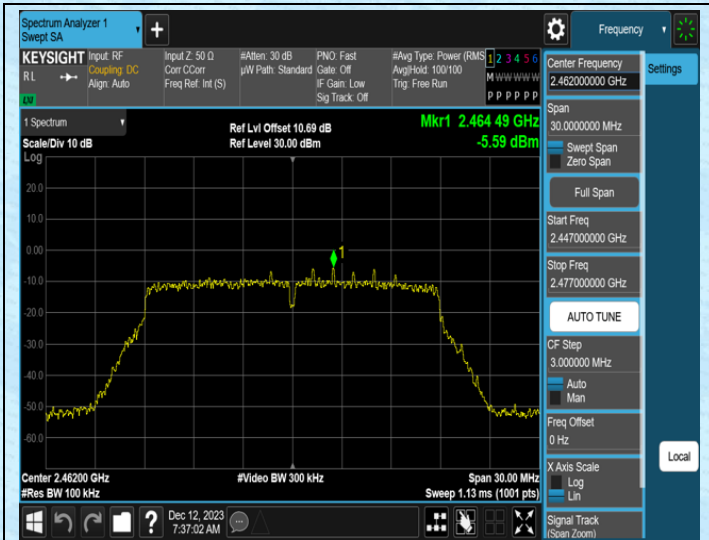 Spectrum Analyzer 1
Swept SA
+
Frequency
KEYSIGHT
RL
LXI
Input: RF
Coupling: DC
Align: Auto
Input Z: 50 Ω
Corr CCorr
Freq Ref: Int (S)
#Atten: 30 dB
µW Path: Standard
PNO: Fast
Gate: Off
IF Gain: Low
Sig Track: Off
#Avg Type: Power (RMS
Avg|Hold: 100/100
Trig: Free Run
1 2 3 4 5 6
M W W W W W
P P P P P P
1 Spectrum
Scale/Div 10 dB
Log
Ref Lvl Offset 10.69 dB
Ref Level 30.00 dBm
Mkr1 2.464 49 GHz
-5.59 dBm
20.0
10.0
0.00
-10.0
-20.0
-30.0
-40.0
-50.0
-60.0
1
Center 2.46200 GHz
#Res BW 100 kHz
#Video BW 300 kHz
Span 30.00 MHz
Sweep 1.13 ms (1001 pts)
?
Dec 12, 2023
7:37:02 AM
Center Frequency
2.462000000 GHz
Span
30.0000000 MHz
Swept Span
Zero Span
Full Span
Start Freq
2.447000000 GHz
Stop Freq
2.477000000 GHz
AUTO TUNE
CF Step
3.000000 MHz
Auto
Man
Freq Offset
0 Hz
X Axis Scale
Log
Lin
Signal Track
(Span Zoom)
Settings
Local